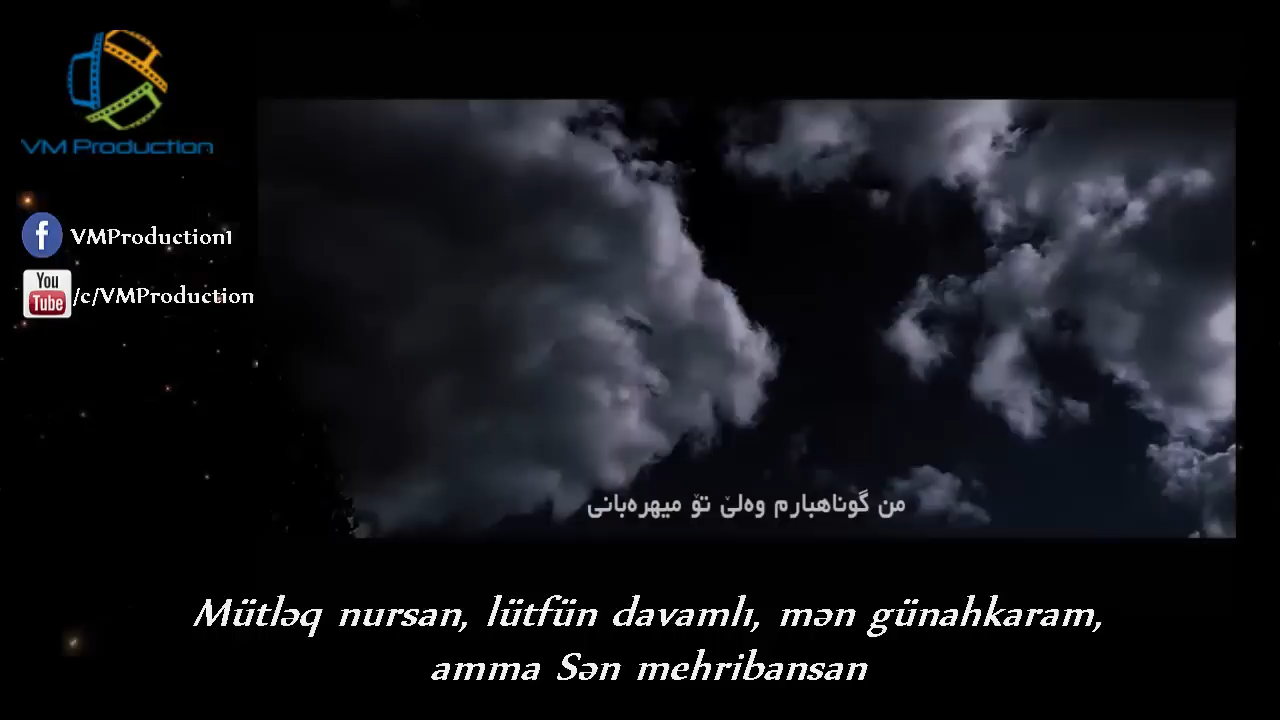 VM Production
f VMProduction1
You Tube /c/VMProduction
من گوناهبارم وەلێ تۆ میهرەبانی
Mütləq nursan, lütfün davamlı, mən günahkaram,
amma Sən mehribansan